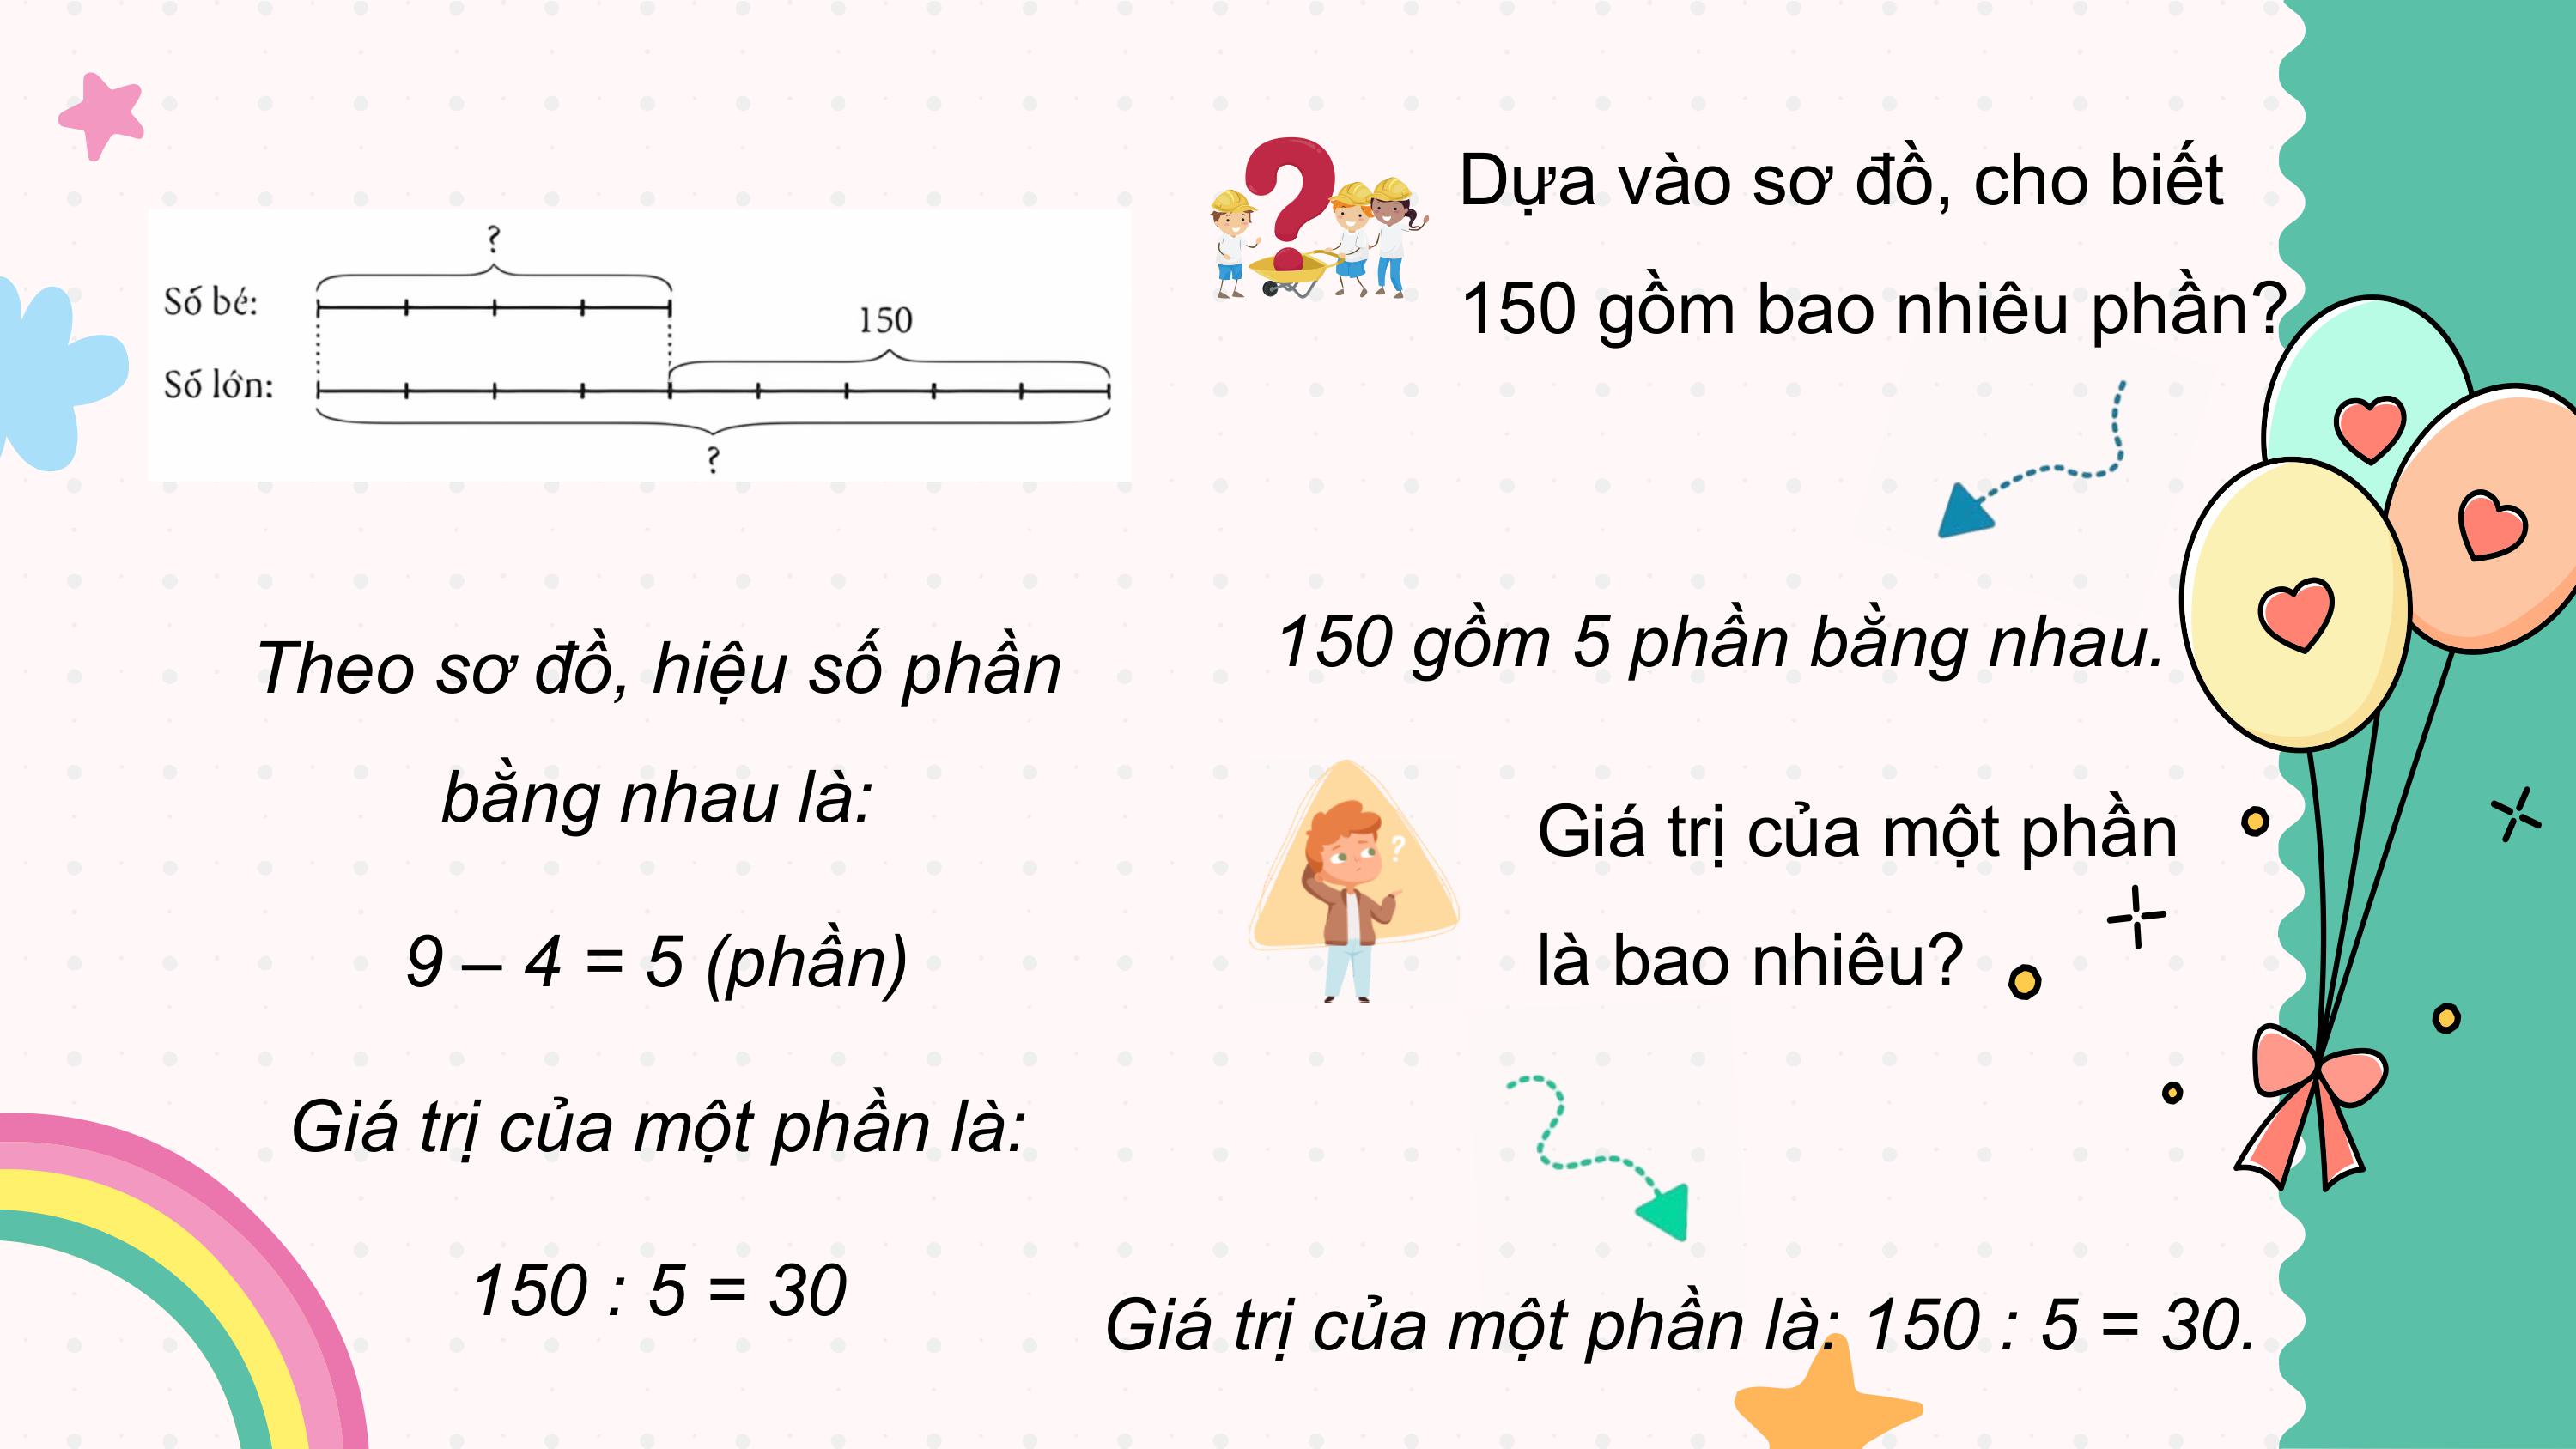 ?
Số bé:
150
Số lớn:
?
Theo sơ đồ, hiệu số phần
bằng nhau là:
9 – 4 = 5 (phần)
Giá trị của một phần là:
150 : 5 = 30
?
Dựa vào sơ đồ, cho biết
150 gồm bao nhiêu phần?
150 gồm 5 phần bằng nhau.
?
Giá trị của một phần
là bao nhiêu?
Giá trị của một phần là: 150 : 5 = 30.